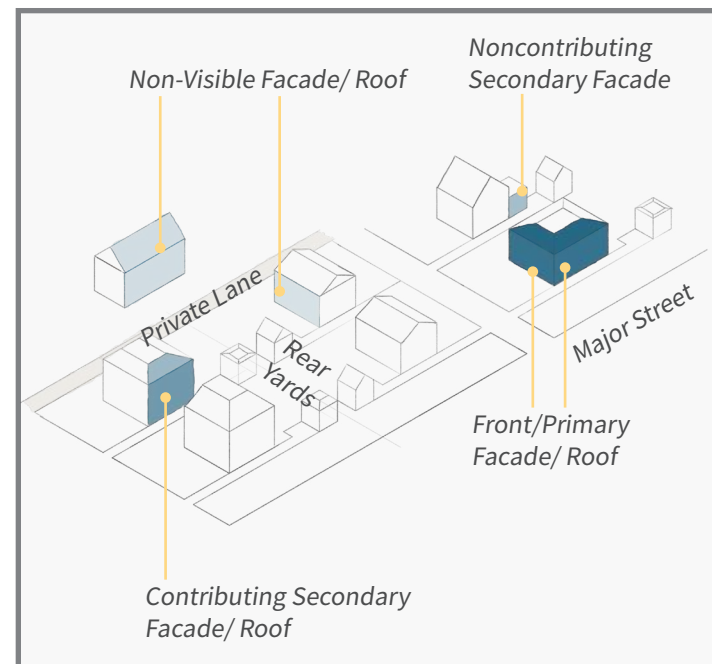 Noncontributing
Secondary Facade
Non-Visible Facade/ Roof
Private Lane
Rear
Yards
Major Street
Front/Primary
Facade/ Roof
Contributing Secondary
Facade/ Roof